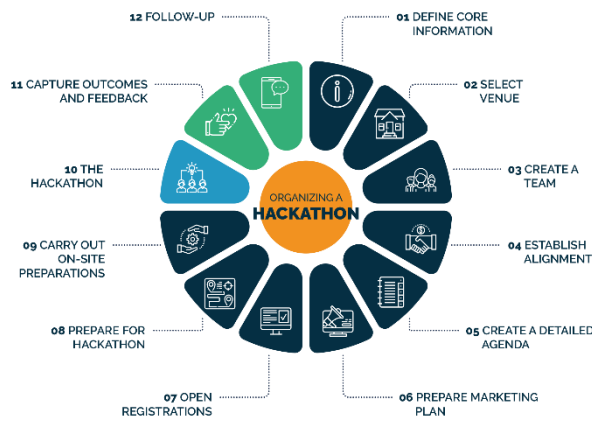 12 FOLLOW-UP
01 DEFINE CORE
INFORMATION
11 CAPTURE OUTCOMES
AND FEEDBACK
02 SELECT
VENUE
10 THE
HACKATHON
03 CREATE A
TEAM
ORGANIZING A
HACKATHON
09 CARRY OUT
ON-SITE
PREPARATIONS
04 ESTABLISH
ALIGNMENT
08 PREPARE FOR
HACKATHON
05 CREATE A DETAILED
AGENDA
07 OPEN
REGISTRATIONS
06 PREPARE MARKETING
PLAN